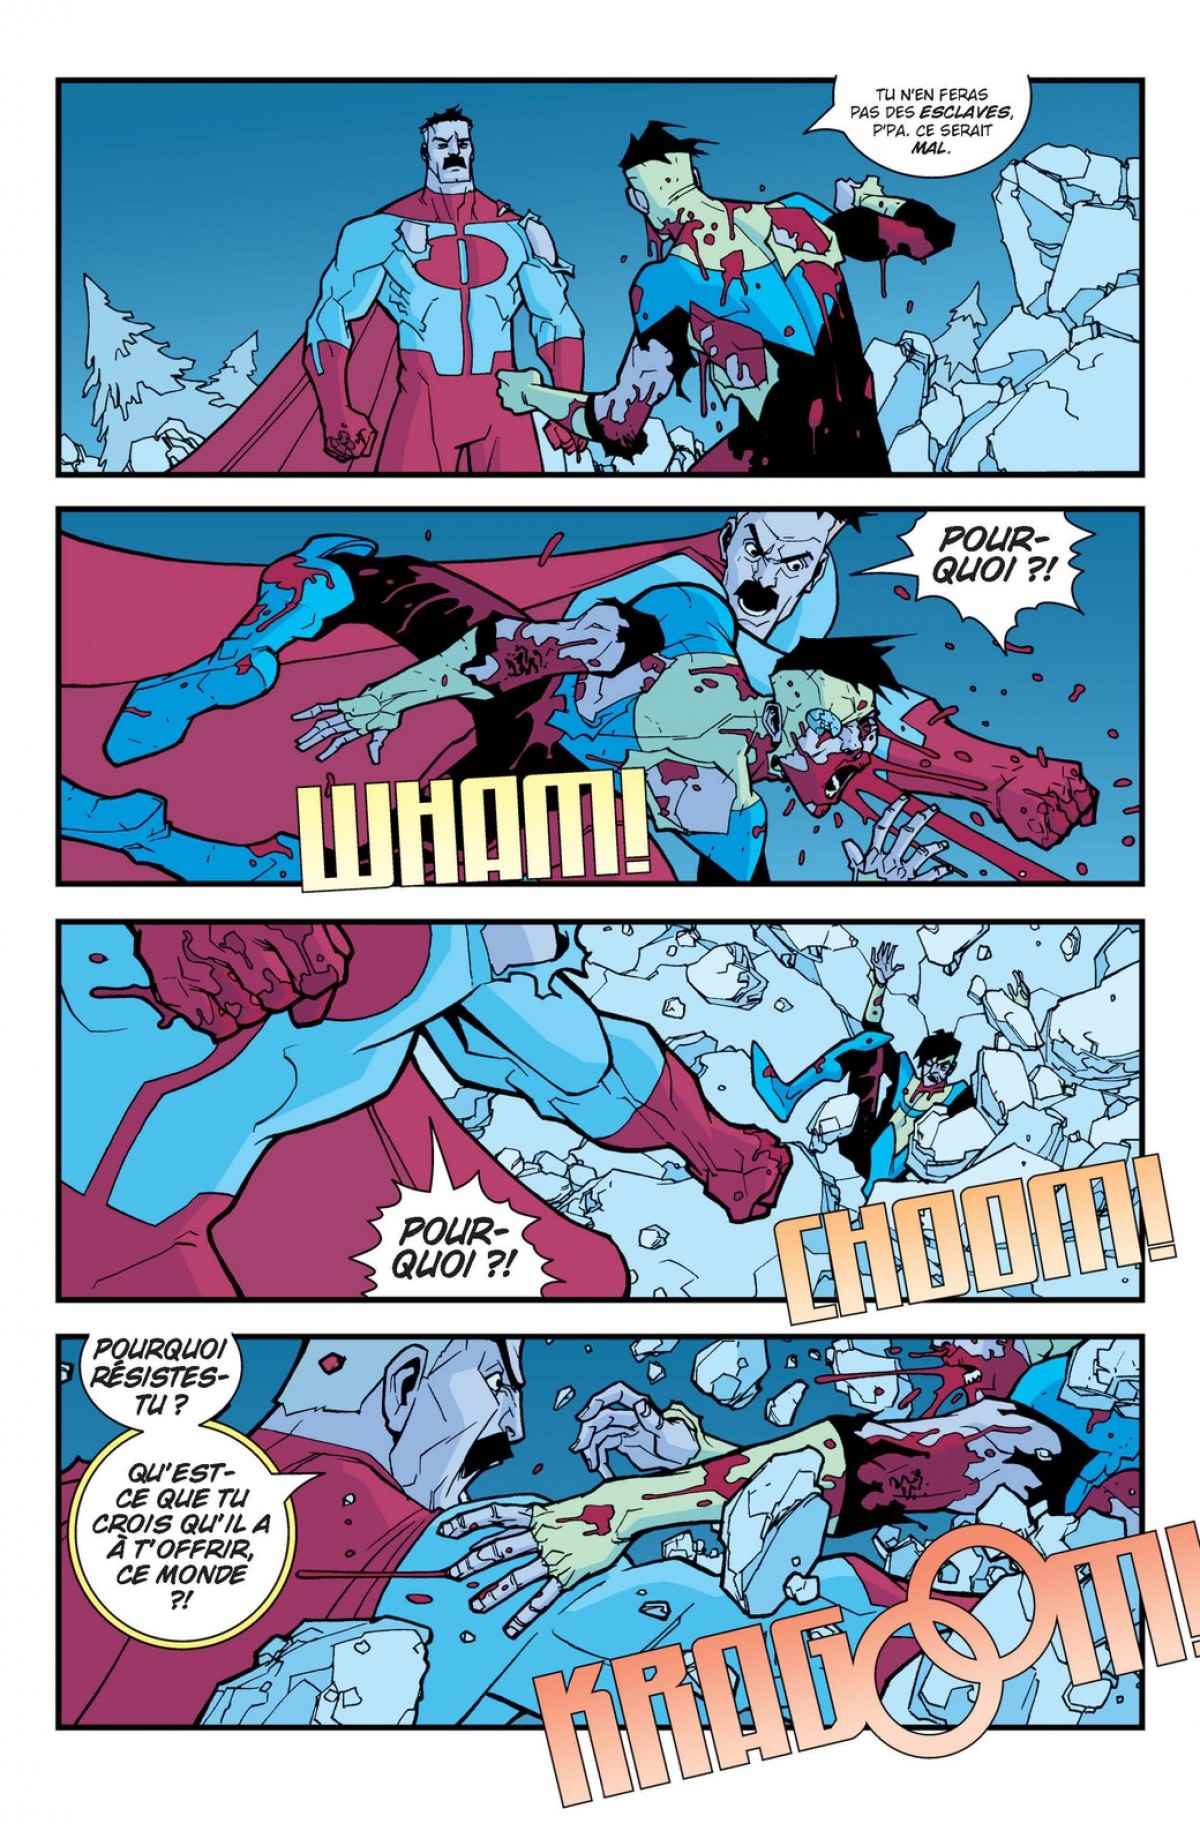 TU N'EN FERAS
PAS DES ESCLAVES,
P'PA. CE SERAIT
MAL.
POUR-
QUOI ?!
WHAM!
POUR-
QUOI ?!
CHOOM!
POURQUOI
RÉSISTES-
TU ?
QU'EST-
CE QUE TU
CROIS QU'IL A
À T'OFFRIR,
CE MONDE
?!
KRAGOOM!